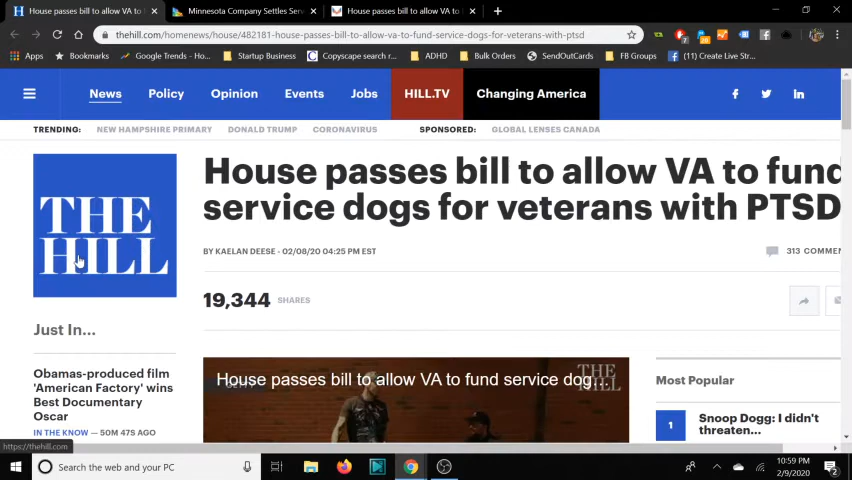 House passes bill to allow VA to
Minnesota Company Settles Serv
House passes bill to allow VA to f
thehill.com/homenews/house/482181-house-passes-bill-to-allow-va-to-fund-service-dogs-for-veterans-with-ptsd
Apps
Bookmarks
Google Trends - Ho...
Startup Business
Copyscape search r...
ADHD
Bulk Orders
SendOutCards
FB Groups
(1) Create Live Str...
News
Policy
Opinion
Events
Jobs
HILL.TV
Changing America
TRENDING:
NEW HAMPSHIRE PRIMARY
DONALD TRUMP
CORONAVIRUS
SPONSORED:
GLOBAL LENSES CANADA
THE
HILL
House passes bill to allow VA to fund
service dogs for veterans with PTSD
BY KAELAN DEESE - 02/08/20 04:25 PM EST
313 COMMEN
19,344 SHARES
Just In...
Obamas-produced film
'American Factory' wins
Best Documentary
Oscar
IN THE KNOW — 50M 47S AGO
House passes bill to allow VA to fund service dog...
THE
HILL
Most Popular
1
Snoop Dogg: I didn't
threaten...
https://thehill.com
Search the web and your PC
10:59 PM
2/9/2020
2